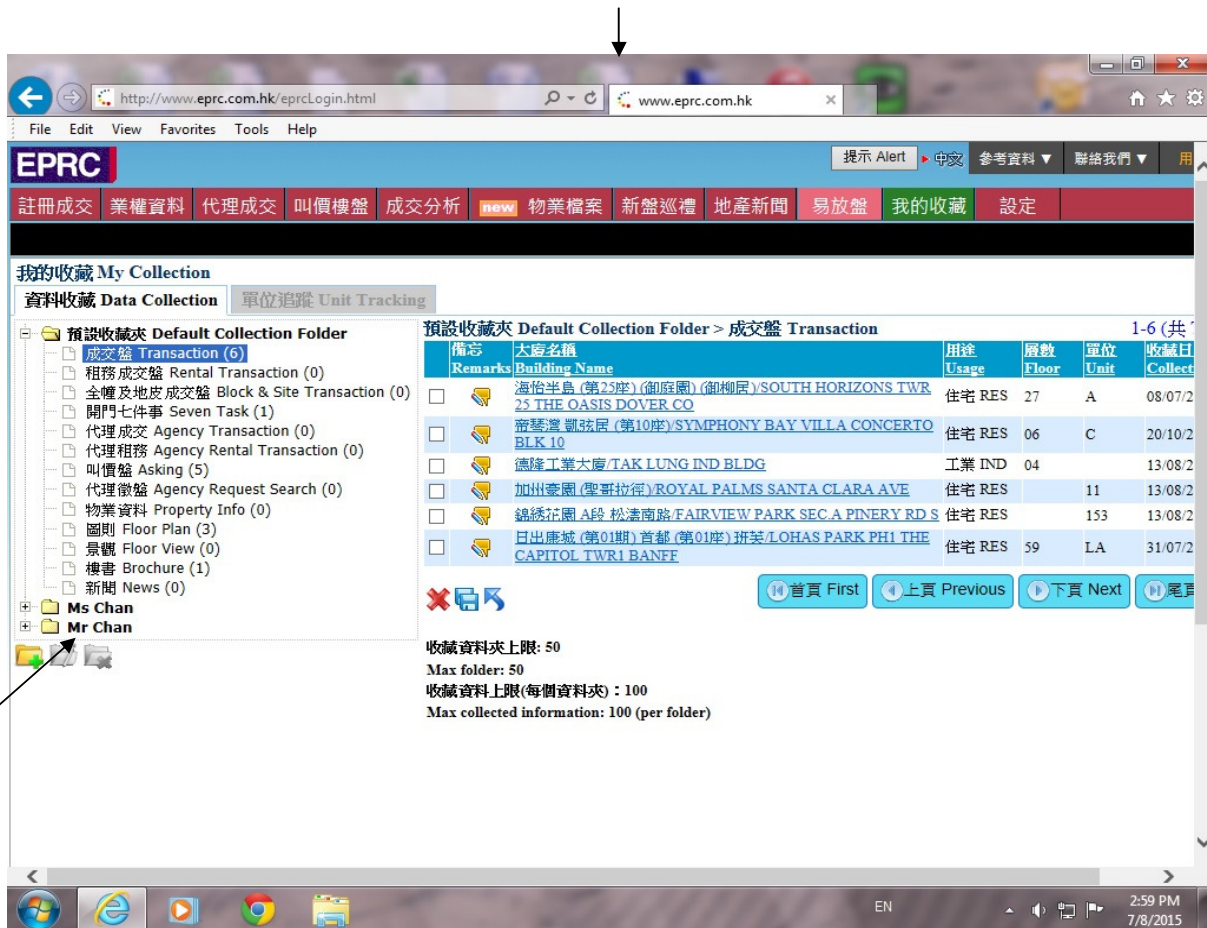 http://www.eprc.com.hk/eprcLogin.html
www.eprc.com.hk
File Edit View Favorites Tools Help
EPRC
提示 Alert 中文 參考資料 ▼ 聯絡我們 ▼ 用
註冊成交 業權資料 代理成交 叫價樓盤 成交分析 new 物業檔案 新盤巡禮 地產新聞 易放盤 我的收藏 設定
我的收藏 My Collection
資料收藏 Data Collection 單位追蹤 Unit Tracking
預設收藏夾 Default Collection Folder
成交盤 Transaction (6)
租務成交盤 Rental Transaction (0)
全幢及地皮成交盤 Block & Site Transaction (0)
開門七件事 Seven Task (1)
代理成交 Agency Transaction (0)
代理租務 Agency Rental Transaction (0)
叫價盤 Asking (5)
代理徵盤 Agency Request Search (0)
物業資料 Property Info (0)
圖則 Floor Plan (3)
景觀 Floor View (0)
樓書 Brochure (1)
新聞 News (0)
Ms Chan
Mr Chan
預設收藏夾 Default Collection Folder > 成交盤 Transaction 1-6 (共
備忘 大廈名稱 用途 層數 單位 收藏日
Remarks Building Name Usage Floor Unit Collect
海怡半島 (第25座) (御庭園) (御柳居)/SOUTH HORIZONS TWR 住宅 RES 27 A 08/07/2
25 THE OASIS DOVER CO
帝琴灣 凱弦居 (第10座)/SYMPHONY BAY VILLA CONCERTO 住宅 RES 06 C 20/10/2
BLK 10
德隆工業大廈/TAK LUNG IND BLDG 工業 IND 04 13/08/2
加州豪園 (聖哥拉徑)/ROYAL PALMS SANTA CLARA AVE 住宅 RES 11 13/08/2
錦綉花園 A段 松濤南路/FAIRVIEW PARK SEC.A PINERY RD S 住宅 RES 153 13/08/2
日出康城 (第01期) 首都 (第01座) 班芙/LOHAS PARK PH1 THE 住宅 RES 59 LA 31/07/2
CAPITOL TWR1 BANFF
首頁 First 上頁 Previous 下頁 Next 尾頁
收藏資料夾上限: 50
Max folder: 50
收藏資料上限(每個資料夾)：100
Max collected information: 100 (per folder)
EN
2:59 PM
7/8/2015